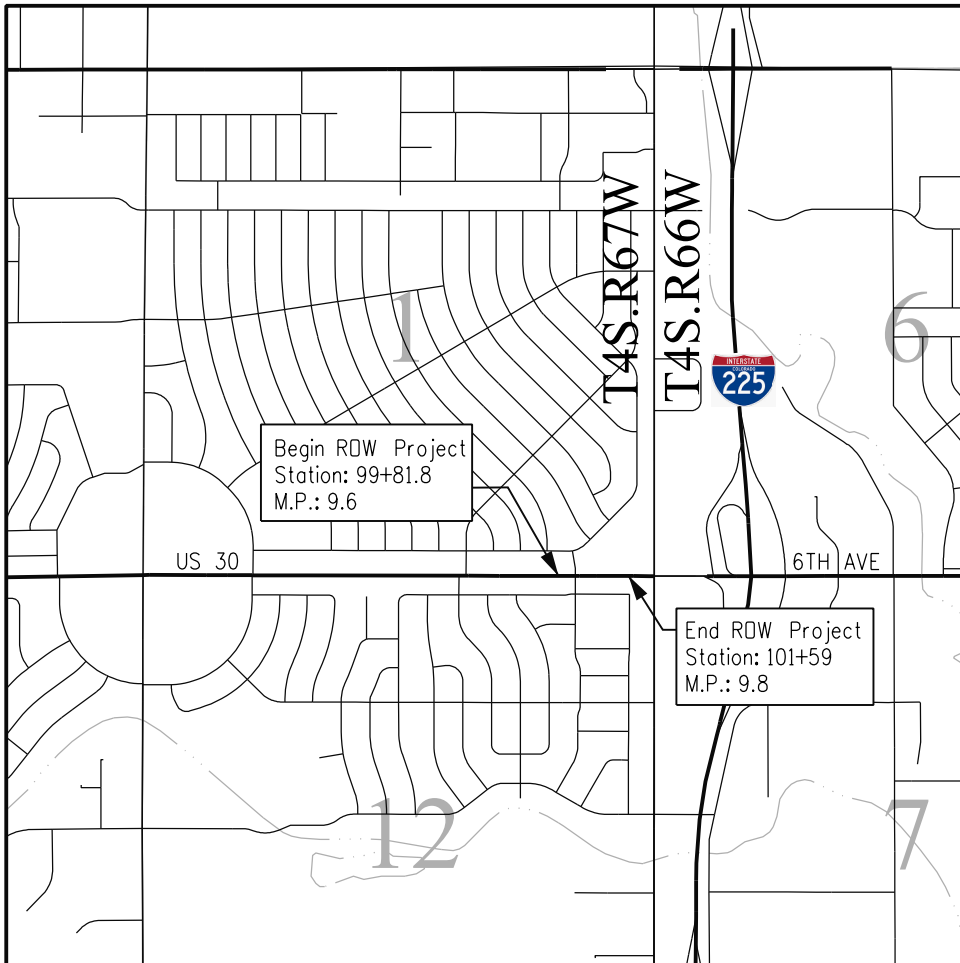 T4S.R67W
T4S.R66W
1
6
INTERSTATE
COLORADO
225
Begin ROW Project
Station: 99+81.8
M.P.: 9.6
US 30
6TH AVE
End ROW Project
Station: 101+59
M.P.: 9.8
12
7